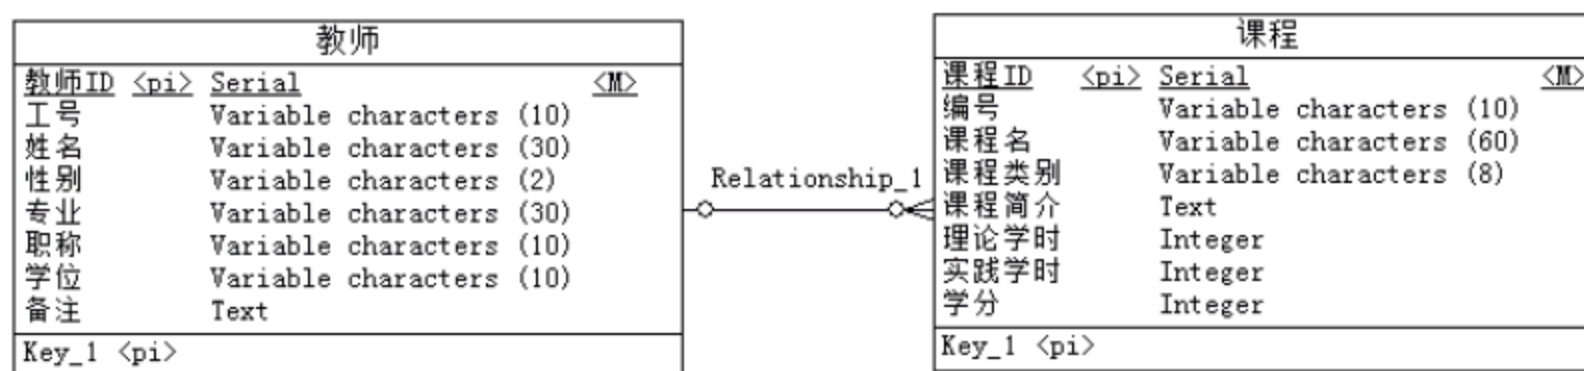 教师
教师ID <pi> Serial <M>
工号 Variable characters (10)
姓名 Variable characters (30)
性别 Variable characters (2)
专业 Variable characters (30)
职称 Variable characters (10)
学位 Variable characters (10)
备注 Text
Key_1 <pi>
Relationship_1
课程
课程ID <pi> Serial <M>
编号 Variable characters (10)
课程名 Variable characters (60)
课程类别 Variable characters (8)
课程简介 Text
理论学时 Integer
实践学时 Integer
学分 Integer
Key_1 <pi>